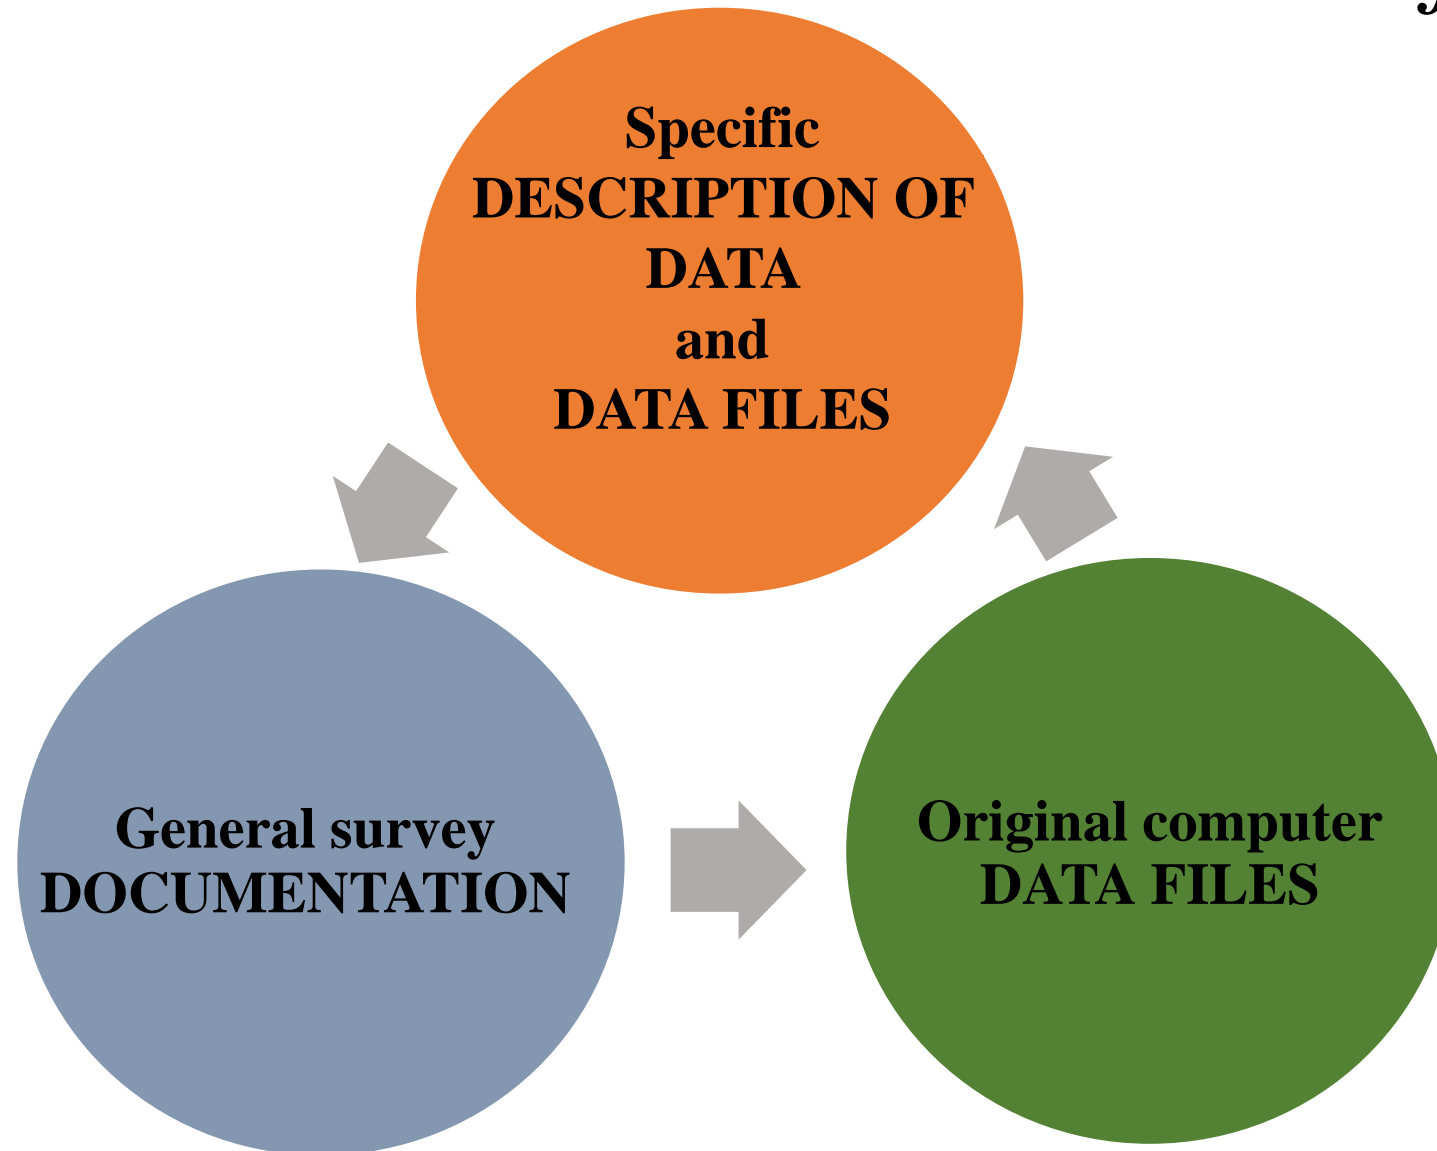 Specific
DESCRIPTION OF
DATA
and
DATA FILES
General survey
DOCUMENTATION
Original computer
DATA FILES